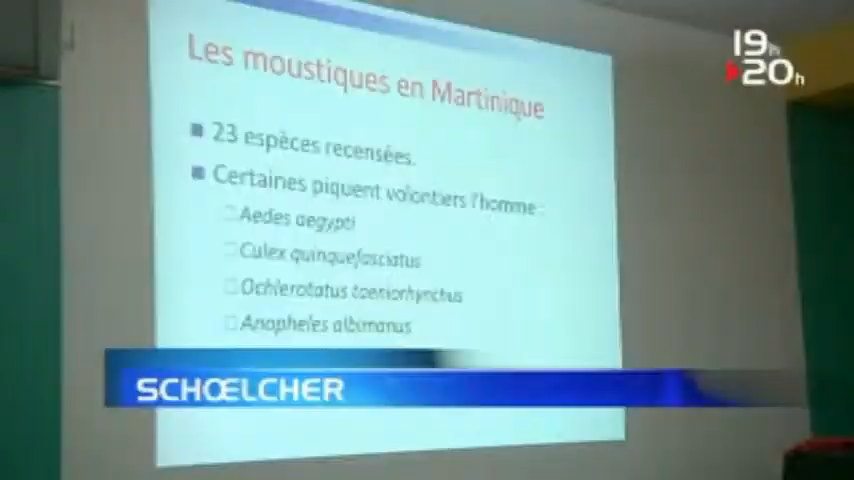 19h
20h
Les moustiques en Martinique
23 espèces recensées.
Certaines piquent volontiers l'homme :
Aedes aegypti
Culex quinquefasciatus
Ochlerotatus taeniorhynchus
Anopheles albimanus
SCHŒLCHER